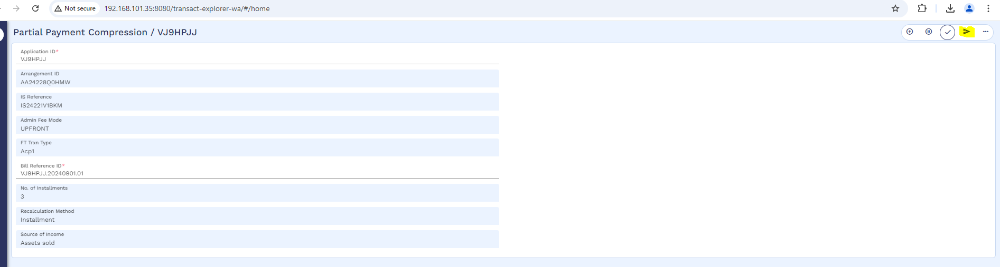 Not secure
192.168.101.35:8080/transact-explorer-wa/#/home
Partial Payment Compression / VJ9HPJJ
Application ID*
VJ9HPJJ
Arrangement ID
AA24228Q0HMW
IS Reference
IS24221V1BKM
Admin Fee Mode
UPFRONT
FT Trxn Type
Acp1
Bill Reference ID*
VJ9HPJJ.20240901.01
No. of Installments
3
Recalculation Method
Installment
Source of Income
Assets sold